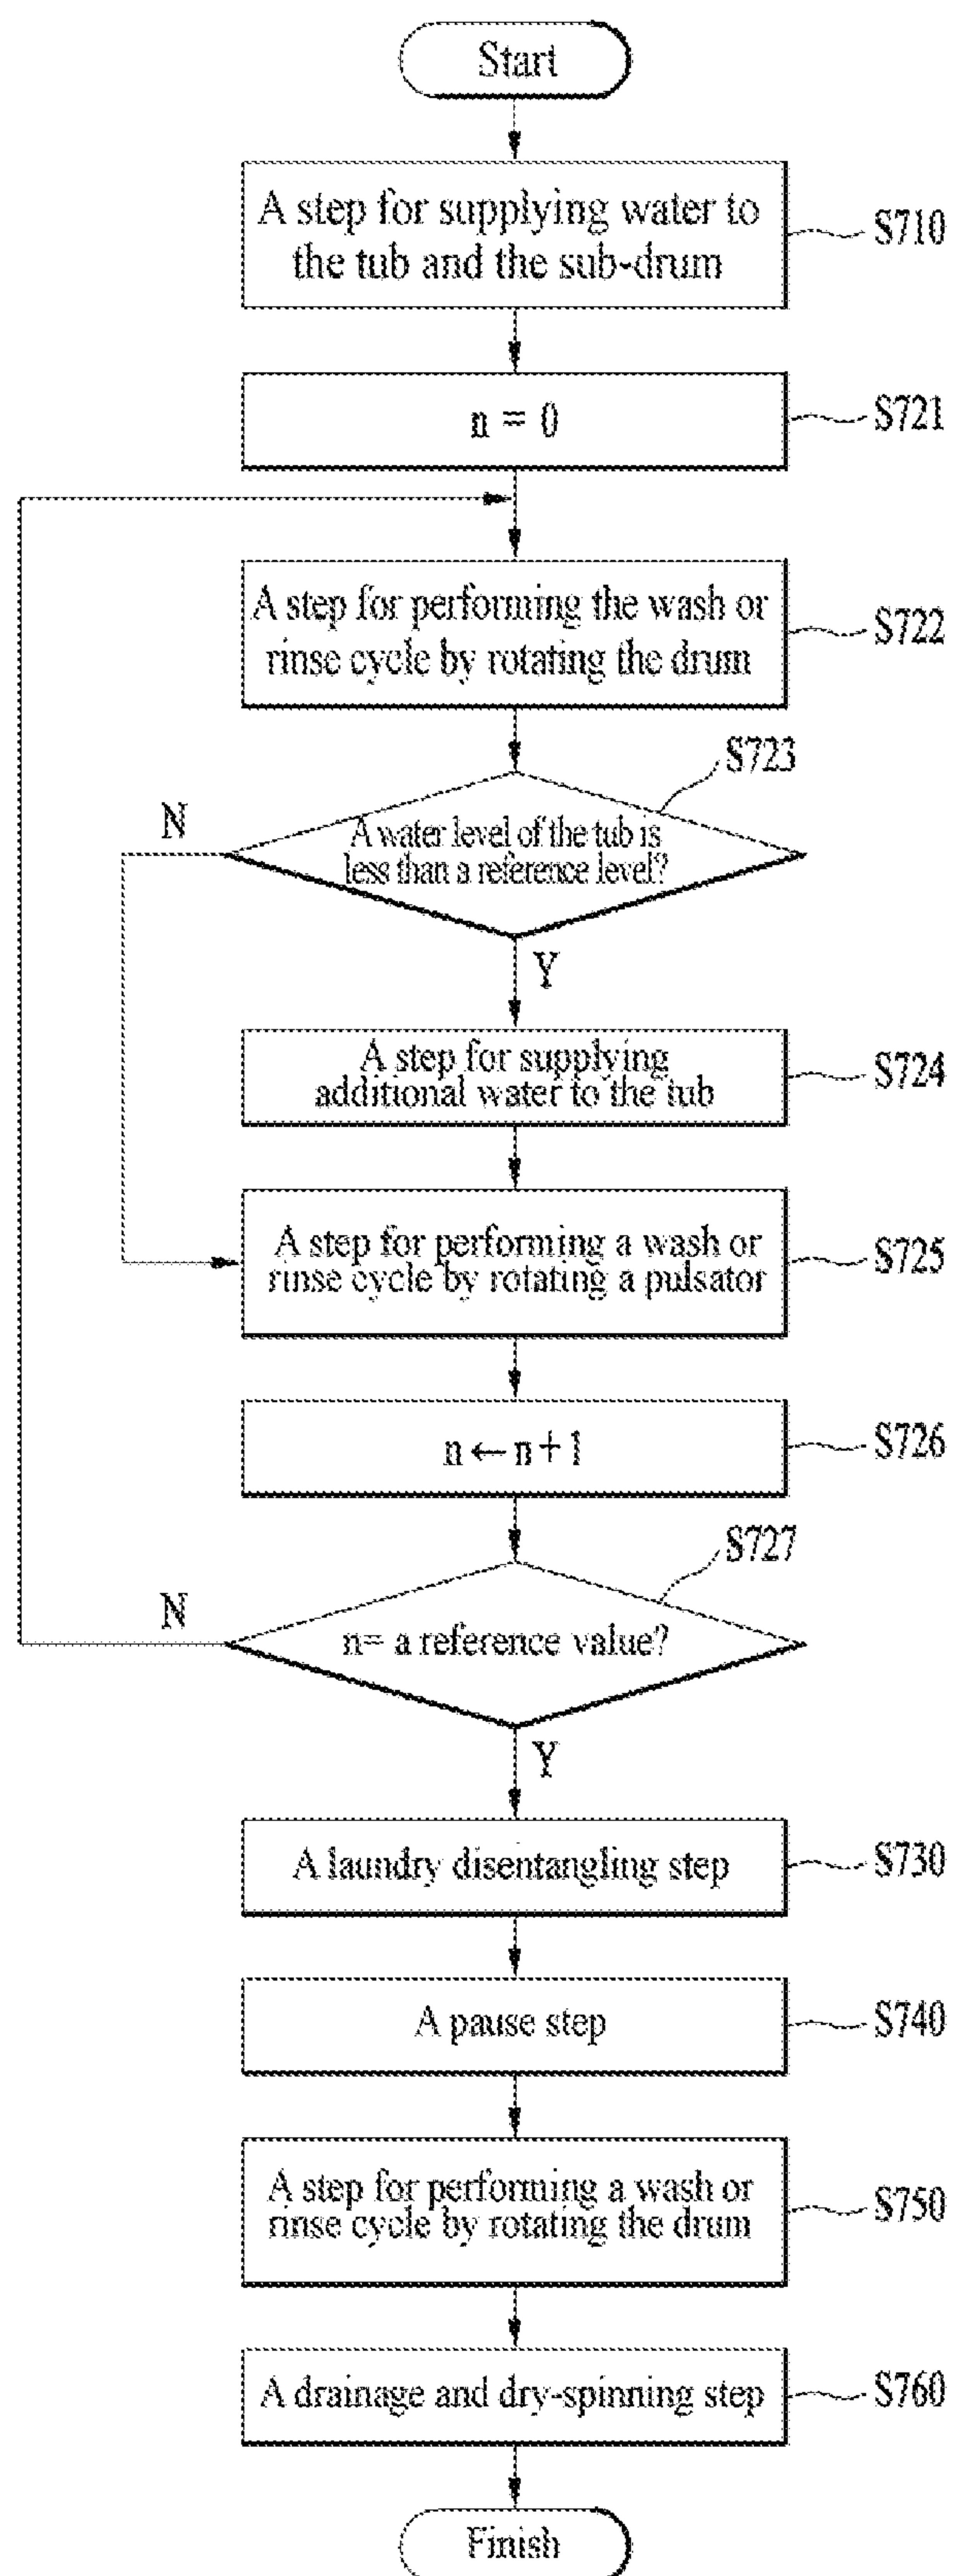 Start
A step for supplying water to
the tub and the sub-drum
S710
n = 0
S721
A step for performing the wash or
rinse cycle by rotating the drum
S722
S723
N
A water level of the tub is
less than a reference level?
Y
A step for supplying
additional water to the tub
S724
A step for performing a wash or
rinse cycle by rotating a pulsator
S725
n ← n + 1
S726
S727
N
n= a reference value?
Y
A laundry disentangling step
S730
A pause step
S740
A step for performing a wash or
rinse cycle by rotating the drum
S750
A drainage and dry-spinning step
S760
Finish